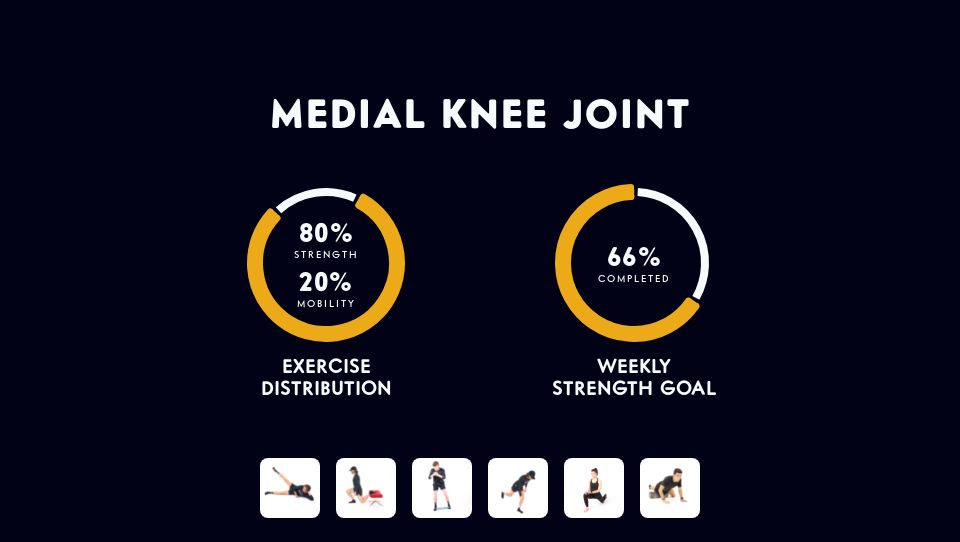 MEDIAL KNEE JOINT
80%
STRENGTH
20%
MOBILITY
66%
COMPLETED
EXERCISE
DISTRIBUTION
WEEKLY
STRENGTH GOAL